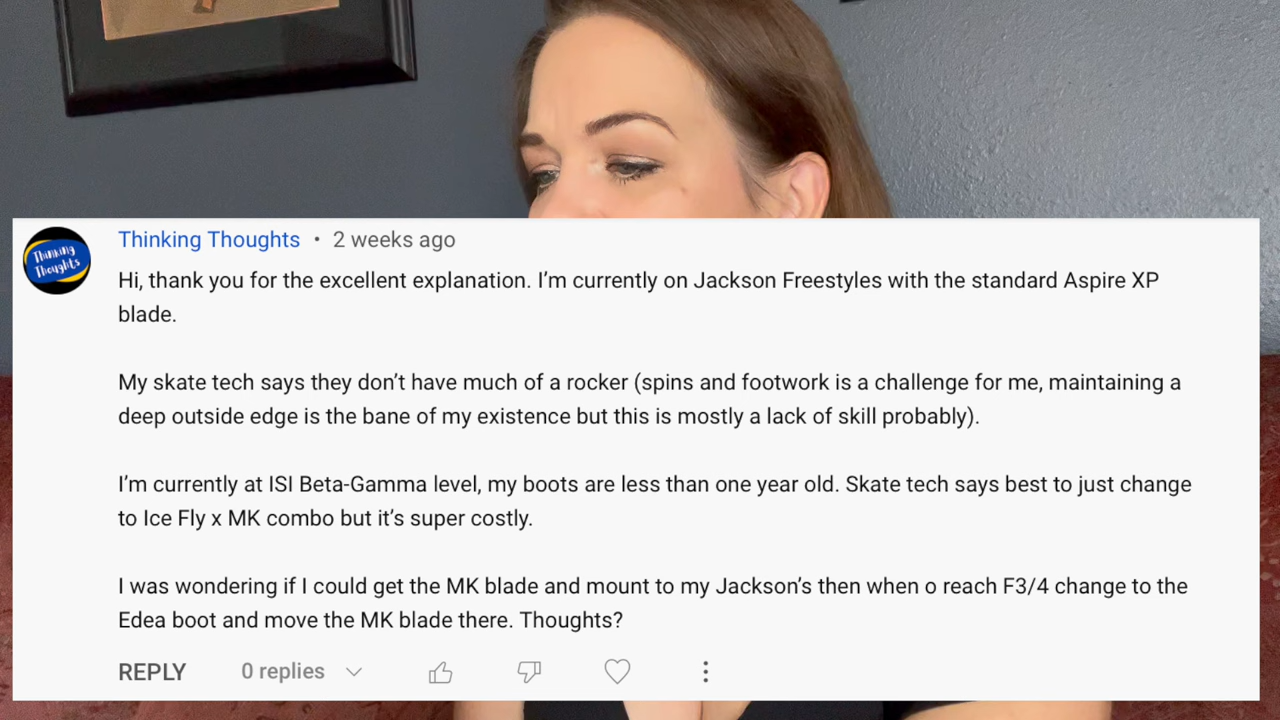 Thinking Thoughts • 2 weeks ago
Thinking
Thoughts
Hi, thank you for the excellent explanation. I’m currently on Jackson Freestyles with the standard Aspire XP
blade.
My skate tech says they don’t have much of a rocker (spins and footwork is a challenge for me, maintaining a
deep outside edge is the bane of my existence but this is mostly a lack of skill probably).
I’m currently at ISI Beta-Gamma level, my boots are less than one year old. Skate tech says best to just change
to Ice Fly x MK combo but it’s super costly.
I was wondering if I could get the MK blade and mount to my Jackson’s then when o reach F3/4 change to the
Edea boot and move the MK blade there. Thoughts?
REPLY 0 replies